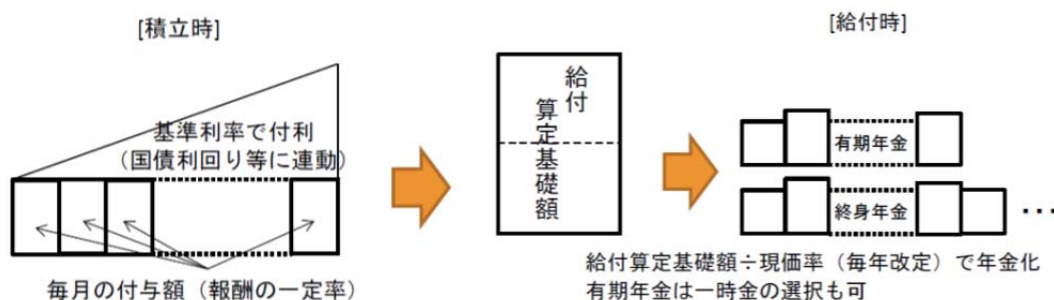 [積立時]
基準利率で付利
(国債利回り等に連動)
毎月の付与額（報酬の一定率）
給付
算定基礎額
[給付時]
有期年金
終身年金
・・・
給付算定基礎額÷現価率（毎年改定）で年金化
有期年金は一時金の選択も可